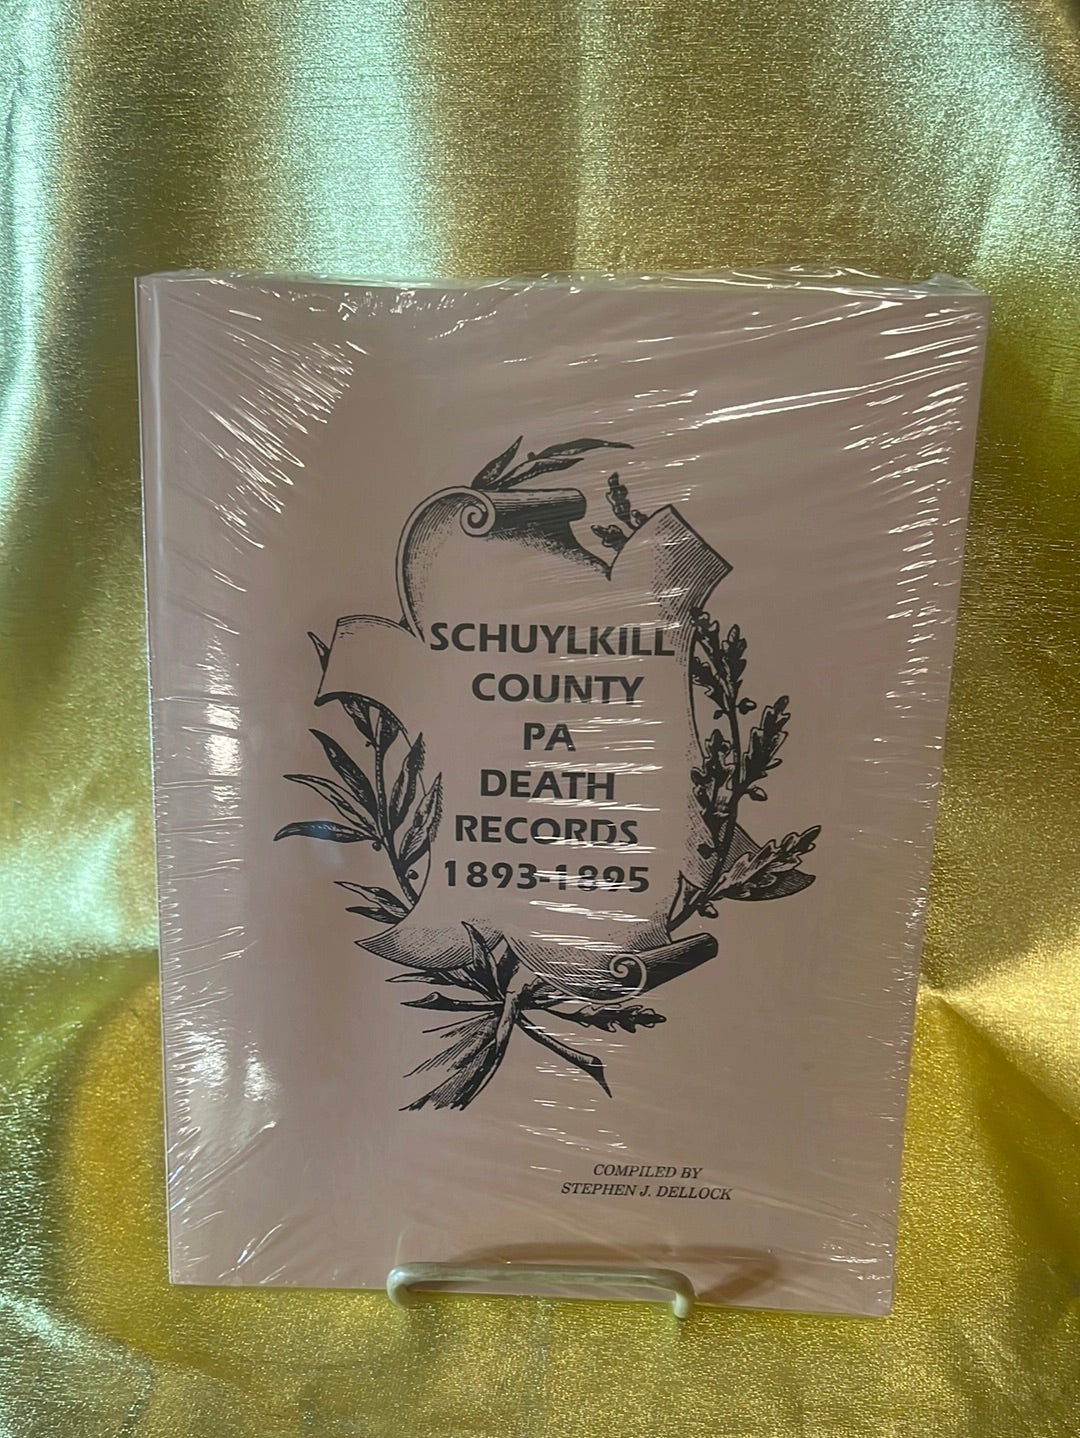 SCHUYLKILL
COUNTY
PA
DEATH
RECORDS
1893-1895
COMPILED BY
STEPHEN J. DELLOCK